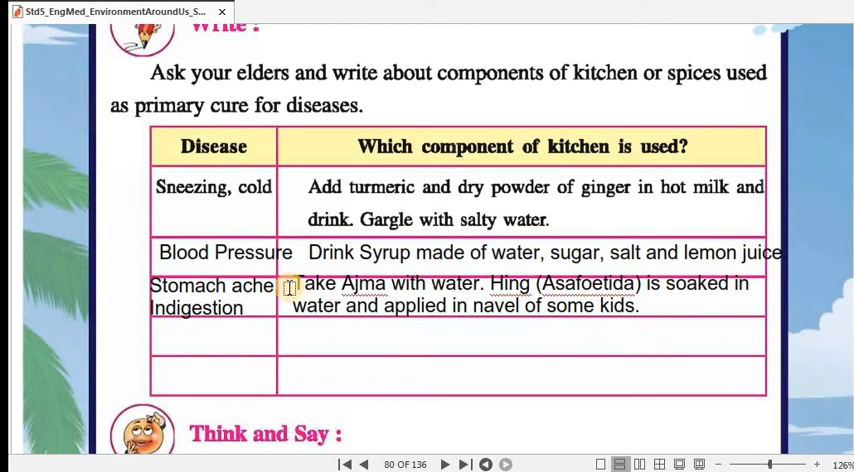 Std5_EngMed_EnvironmentAroundUs_S...
Write :
Ask your elders and write about components of kitchen or spices used
as primary cure for diseases.
Disease Which component of kitchen is used?
Sneezing, cold Add turmeric and dry powder of ginger in hot milk and
drink. Gargle with salty water.
Blood Pressure Drink Syrup made of water, sugar, salt and lemon juice.
Stomach ache Take Ajma with water. Hing (Asafoetida) is soaked in
Indigestion water and applied in navel of some kids.
Think and Say :
80 OF 136 126%